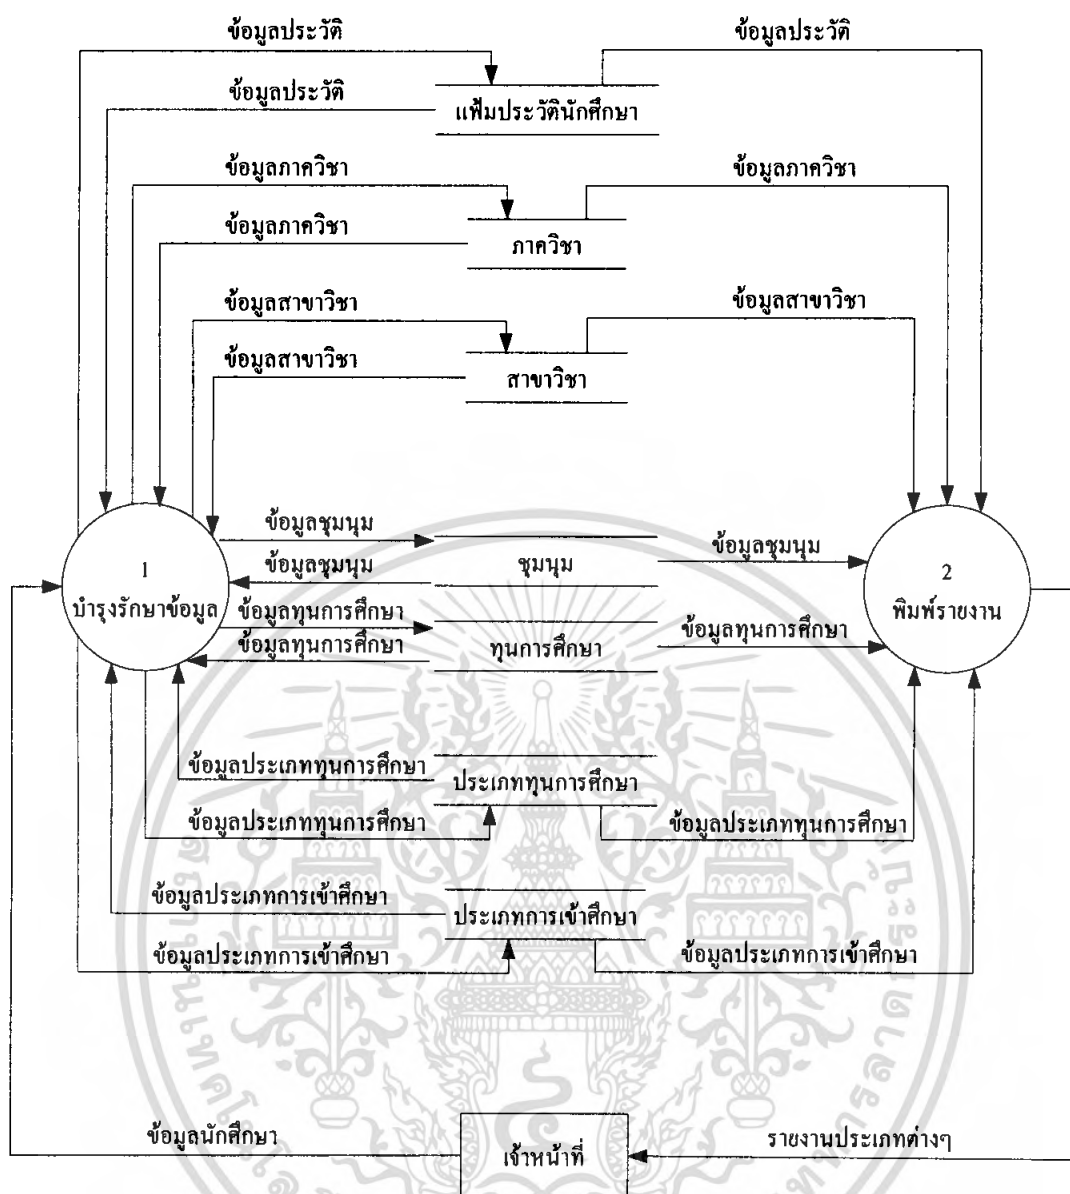 ข้อมูลประวัติ
ข้อมูลประวัติ
ข้อมูลประวัติ
แฟ้มประวัตินักศึกษา
ข้อมูลภาควิชา
ข้อมูลภาควิชา
ข้อมูลภาควิชา
ภาควิชา
ข้อมูลสาขาวิชา
ข้อมูลสาขาวิชา
ข้อมูลสาขาวิชา
สาขาวิชา
ข้อมูลชุมนุม
ข้อมูลชุมนุม
ชุมนุม
ข้อมูลชุมนุม
1
บำรุงรักษาข้อมูล
2
พิมพ์รายงาน
ข้อมูลทุนการศึกษา
ข้อมูลทุนการศึกษา
ทุนการศึกษา
ข้อมูลทุนการศึกษา
ข้อมูลประเภททุนการศึกษา
ประเภททุนการศึกษา
ข้อมูลประเภททุนการศึกษา
ข้อมูลประเภททุนการศึกษา
ข้อมูลประเภทการเข้าศึกษา
ประเภทการเข้าศึกษา
ข้อมูลประเภทการเข้าศึกษา
ข้อมูลประเภทการเข้าศึกษา
ข้อมูลนักศึกษา
เจ้าหน้าที่
รายงานประเภทต่างๆ